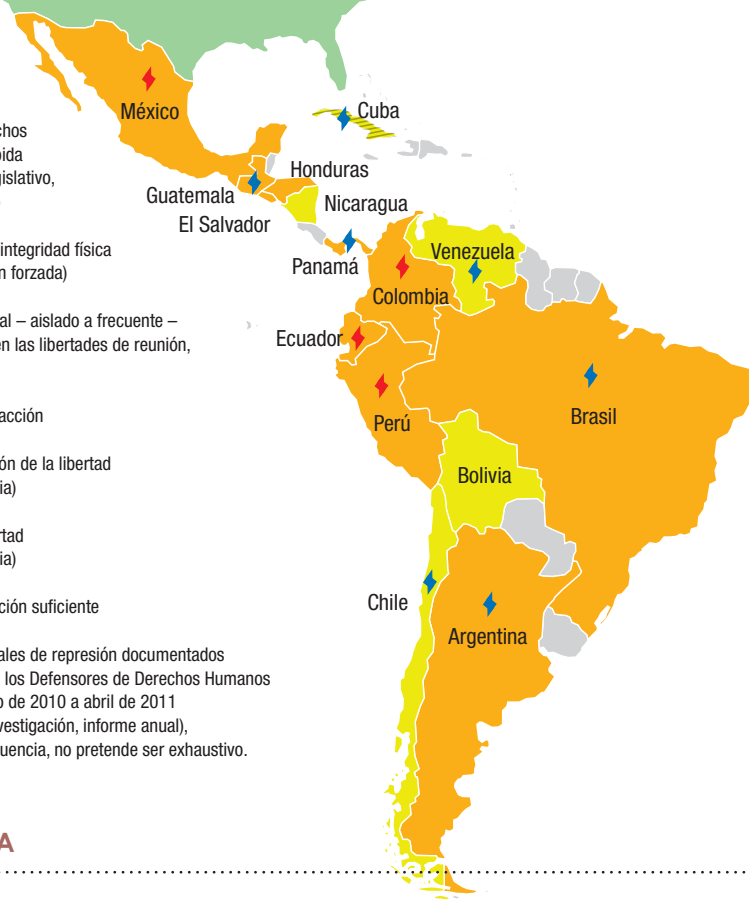 México
Cuba
Honduras
Guatemala
Nicaragua
El Salvador
Panamá
Venezuela
Colombia
Ecuador
Perú
Brasil
Bolivia
Chile
Argentina
chos
bida
gislativo,
integridad física
n forzada)
al – aislado a frecuente –
en las libertades de reunión,
acción
ón de la libertad
ia)
rtad
ia)
ción suficiente
ales de represión documentados
los Defensores de Derechos Humanos
o de 2010 a abril de 2011
vestigación, informe anual),
uencia, no pretende ser exhaustivo.
A